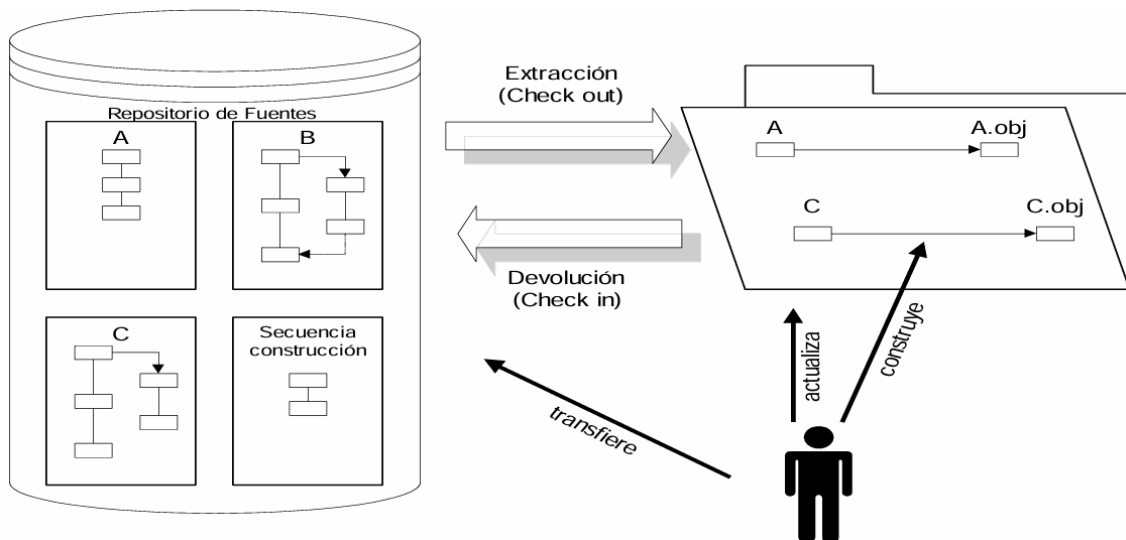 Repositorio de Fuentes
A
B
C
Secuencia
construcción
Extracción
(Check out)
Devolución
(Check in)
A
A.obj
C
C.obj
transfiere
actualiza
construye